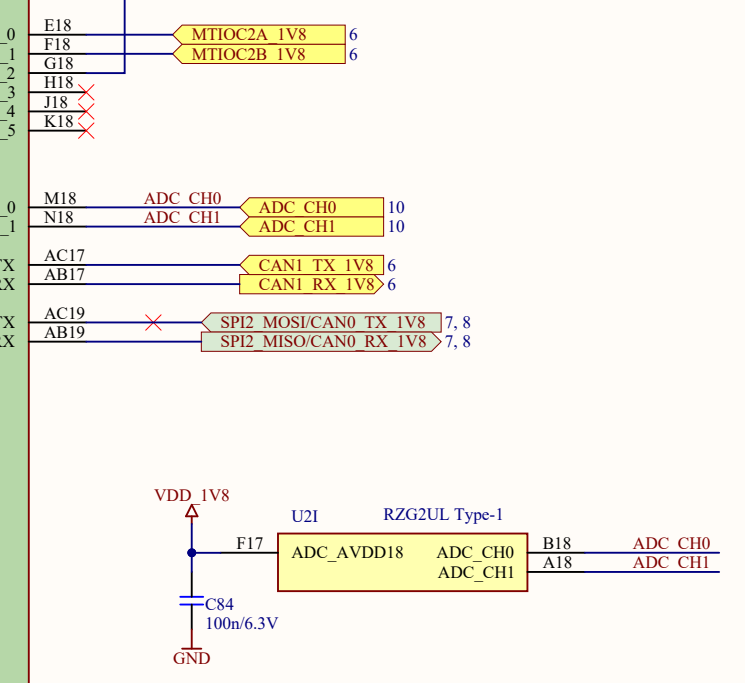 E18 MTIOC2A_1V8 6
_0
F18 MTIOC2B_1V8 6
_1
G18
_2
H18
_3
J18
_4
K18
_5
M18 ADC_CH0 ADC_CH0 10
_0
N18 ADC_CH1 ADC_CH1 10
_1
AC17 CAN1_TX_1V8 6
TX
AB17 CAN1_RX_1V8 6
RX
AC19 SPI2_MOSI/CAN0_TX_1V8 7, 8
TX
AB19 SPI2_MISO/CAN0_RX_1V8 7, 8
RX
VDD_1V8
U2I RZG2UL Type-1
F17 ADC_AVDD18 ADC_CH0 B18 ADC_CH0
ADC_CH1 A18 ADC_CH1
C84
100n/6.3V
GND